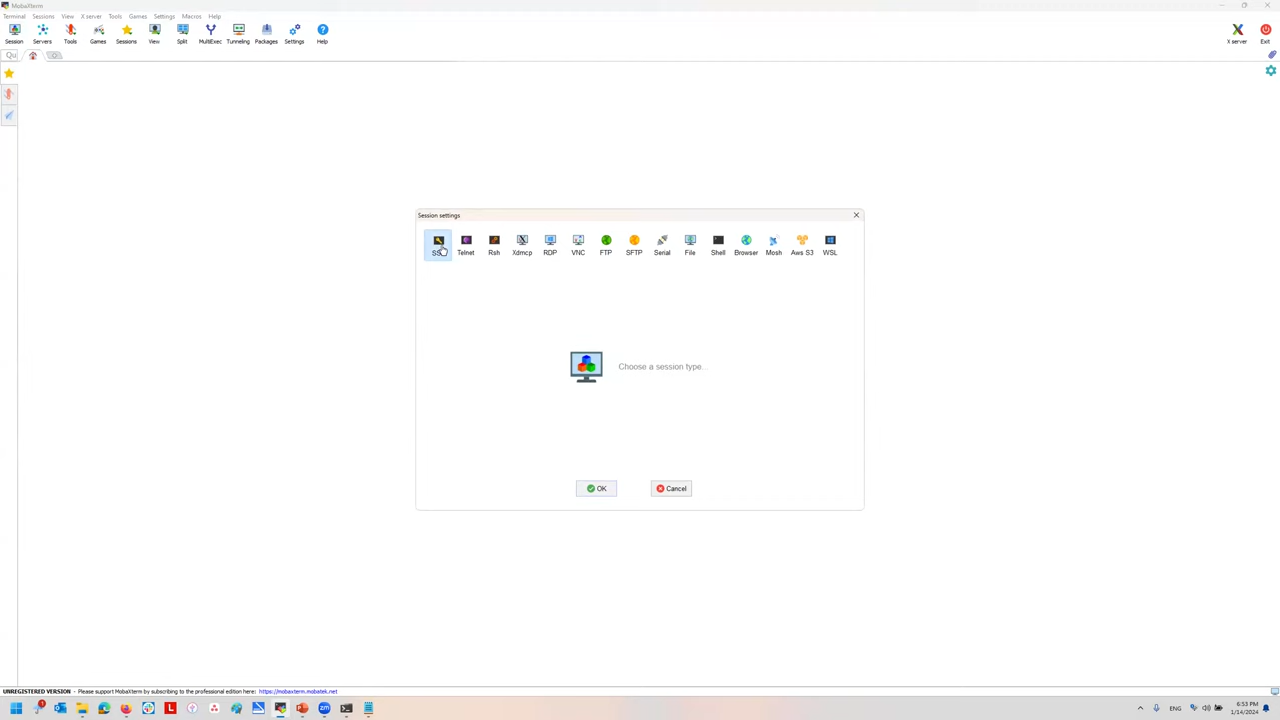 MobaXterm
Terminal Sessions View X server Tools Games Settings Macros Help
Session Servers Tools Games Sessions View Split MultiExec Tunneling Packages Settings Help X server Exit
Qu
Session settings
SSH Telnet Rsh Xdmcp RDP VNC FTP SFTP Serial File Shell Browser Mosh Aws S3 WSL
Choose a session type...
OK Cancel
UNREGISTERED VERSION - Please support MobaXterm by subscribing to the professional edition here: https://mobaxterm.mobatek.net
L zm ENG 6:53 PM
1/14/2024